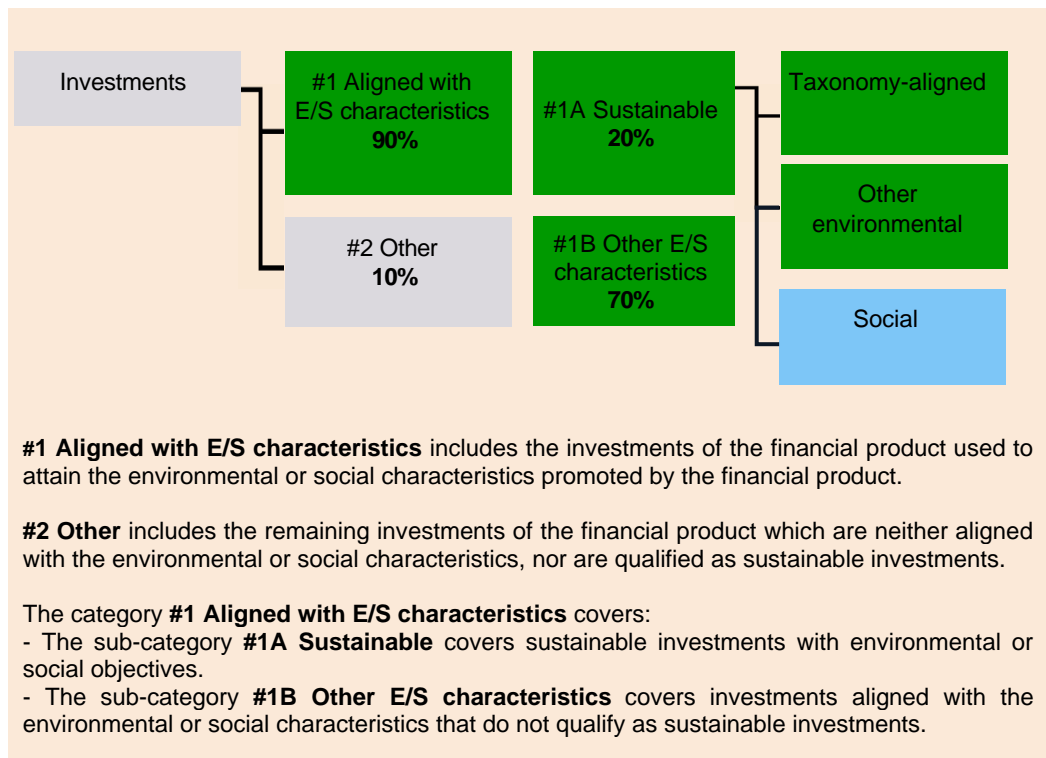 Investments
#1 Aligned with
E/S characteristics
90%
#2 Other
10%
#1A Sustainable
20%
#1B Other E/S
characteristics
70%
Taxonomy-aligned
Other
environmental
Social
#1 Aligned with E/S characteristics includes the investments of the financial product used to
attain the environmental or social characteristics promoted by the financial product.
#2 Other includes the remaining investments of the financial product which are neither aligned
with the environmental or social characteristics, nor are qualified as sustainable investments.
The category #1 Aligned with E/S characteristics covers:
- The sub-category #1A Sustainable covers sustainable investments with environmental or
social objectives.
- The sub-category #1B Other E/S characteristics covers investments aligned with the
environmental or social characteristics that do not qualify as sustainable investments.